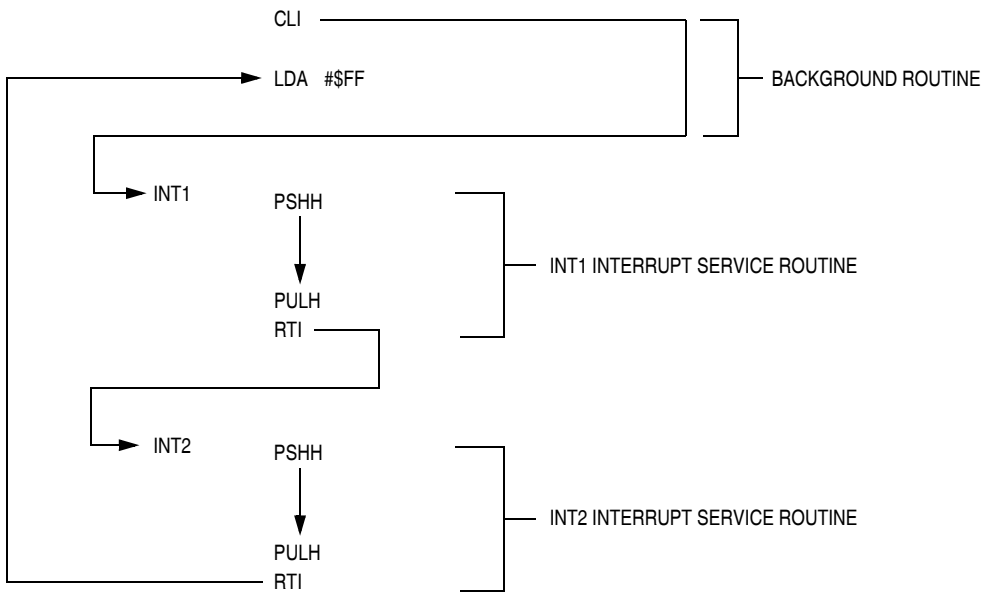 CLI
LDA #$FF
BACKGROUND ROUTINE
INT1
PSHH
INT1 INTERRUPT SERVICE ROUTINE
PULH
RTI
INT2
PSHH
INT2 INTERRUPT SERVICE ROUTINE
PULH
RTI